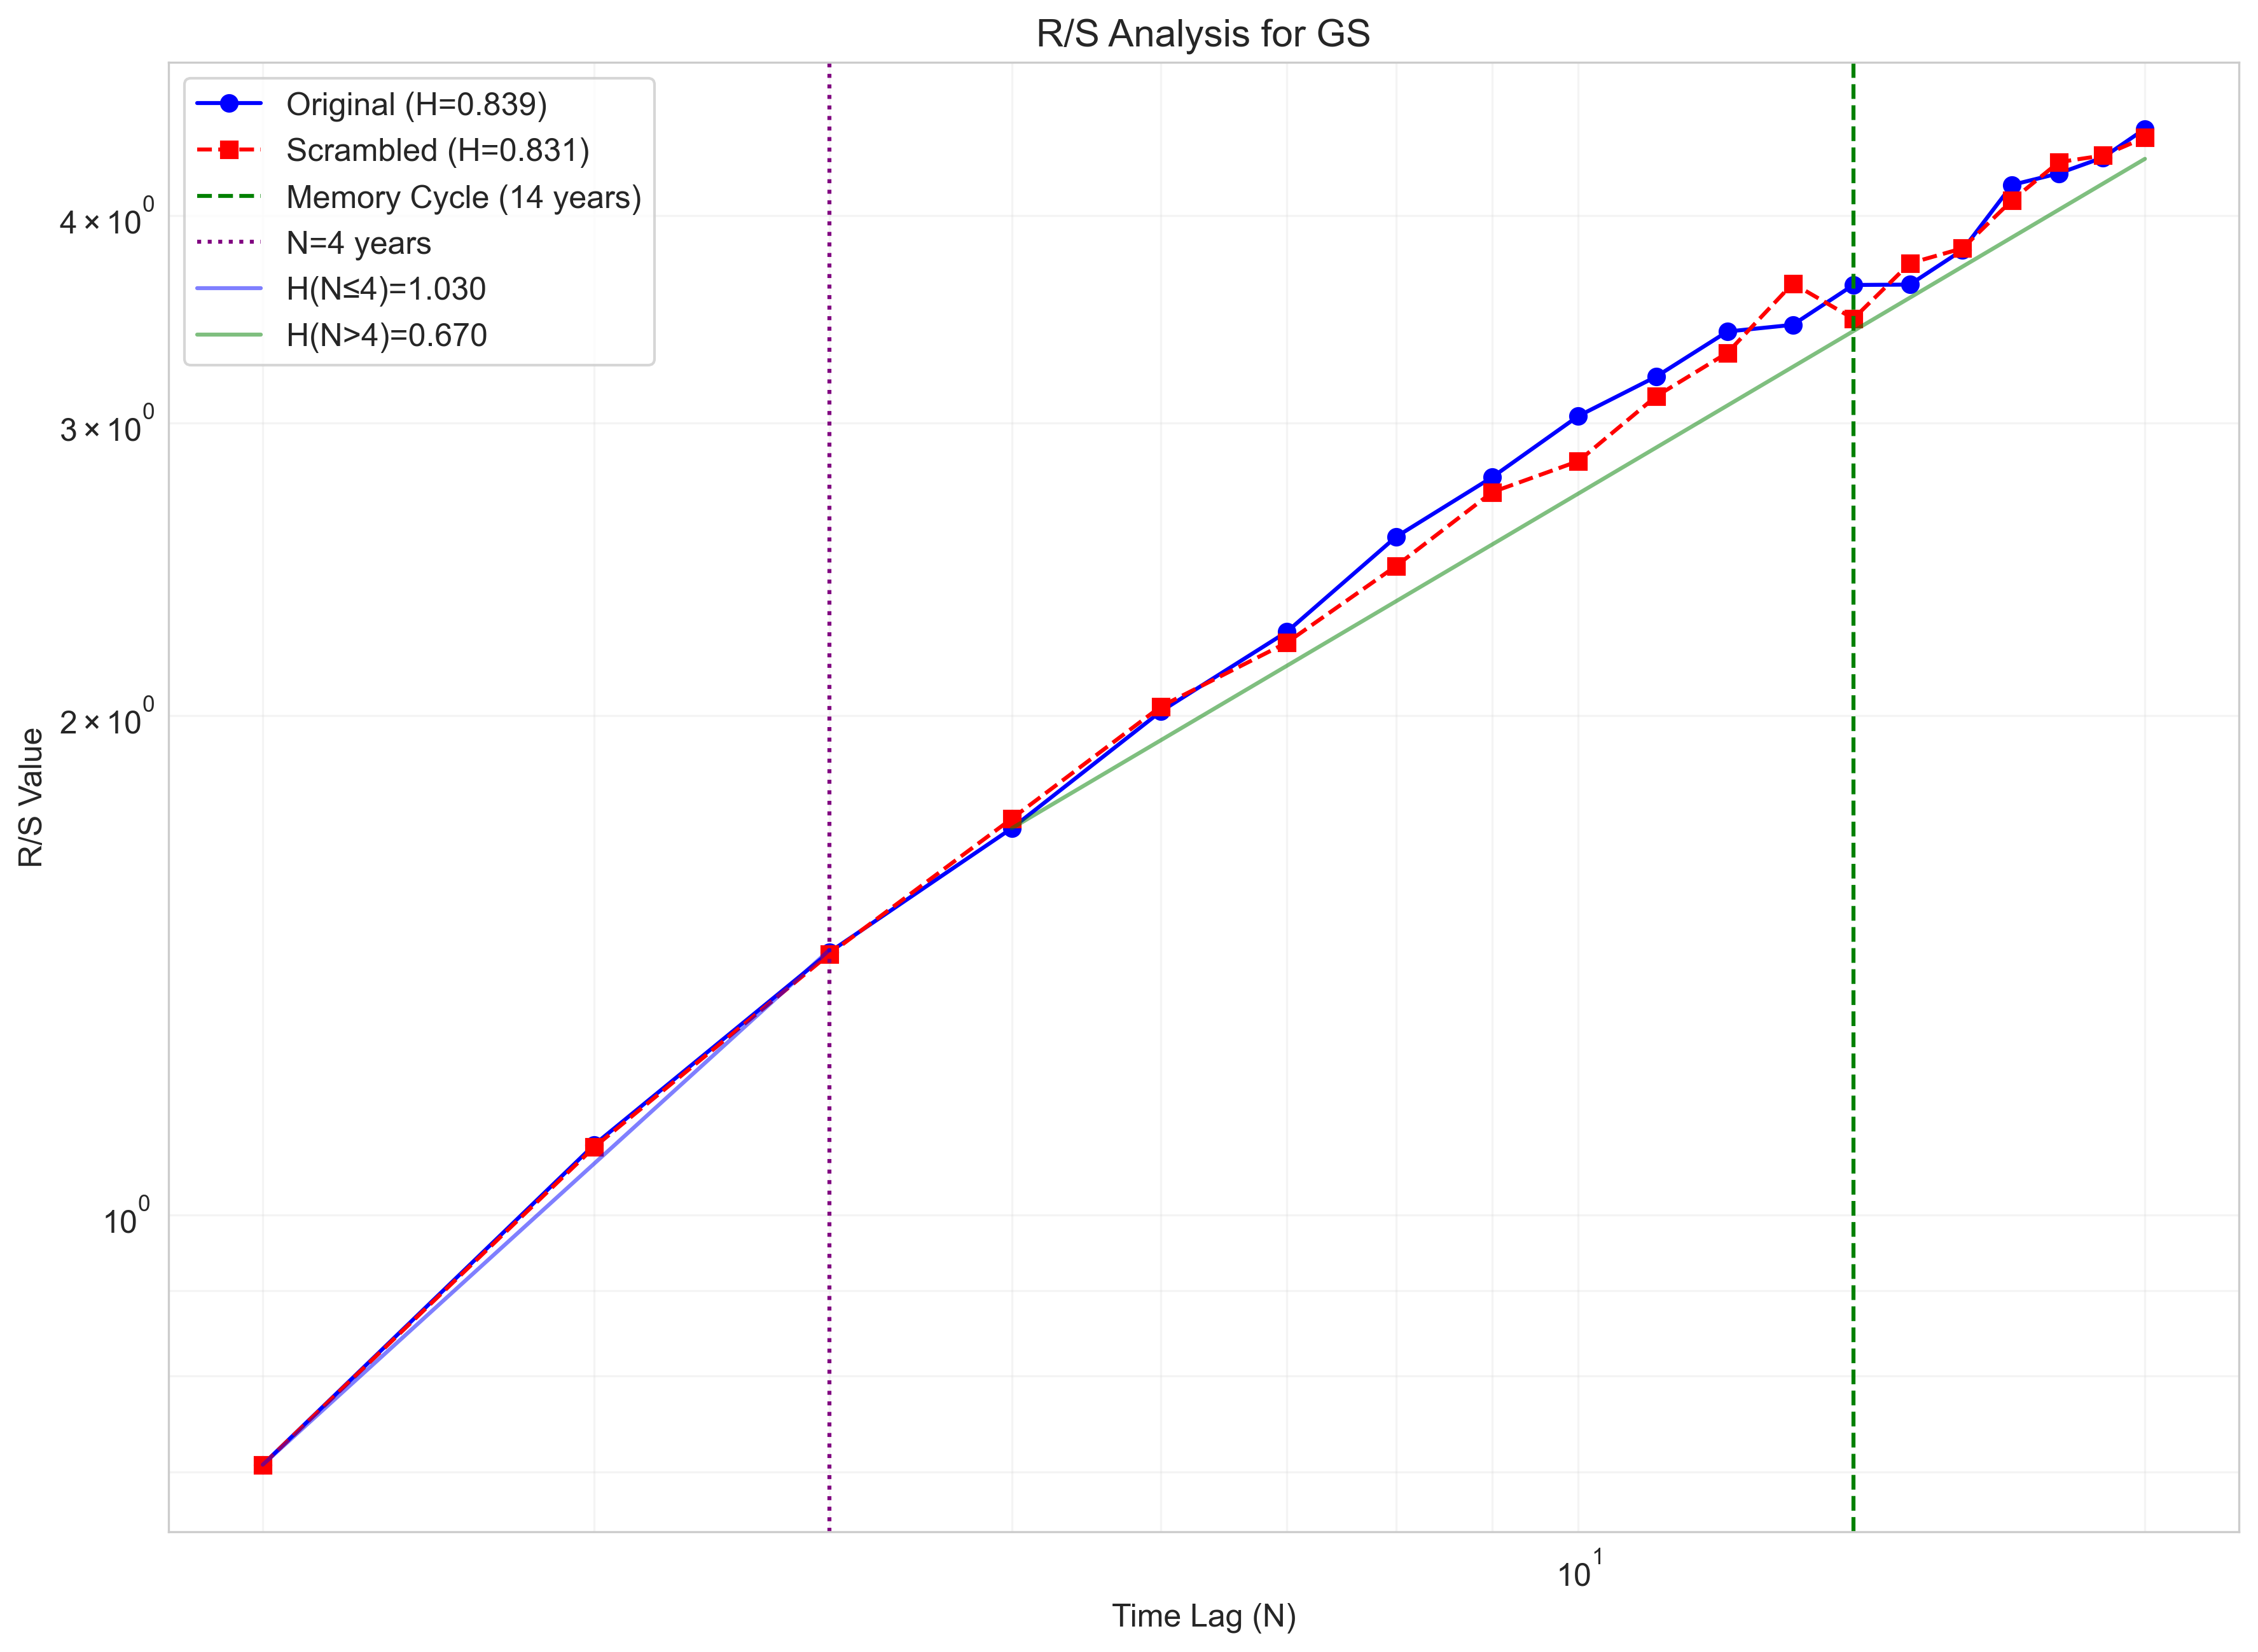 R/S Analysis for GS
Original (H=0.839)
Scrambled (H=0.831)
Memory Cycle (14 years)
N=4 years
H(N≤4)=1.030
H(N>4)=0.670
4 × 10⁰
3 × 10⁰
2 × 10⁰
10⁰
R/S Value
10¹
Time Lag (N)